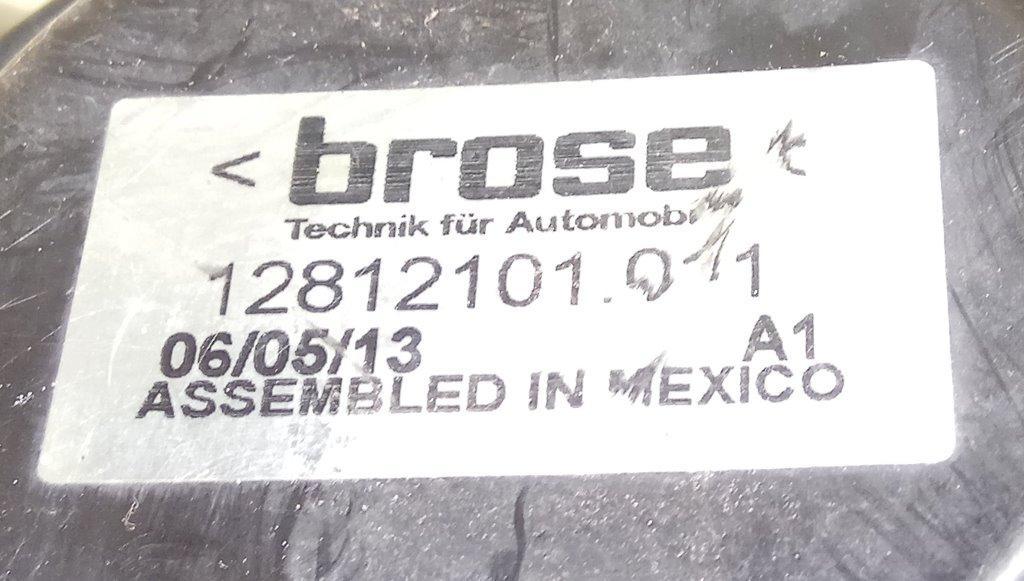 < brose
Technik für
12812101.011
06/05/13 A1
ASSEMBLED IN MEXICO